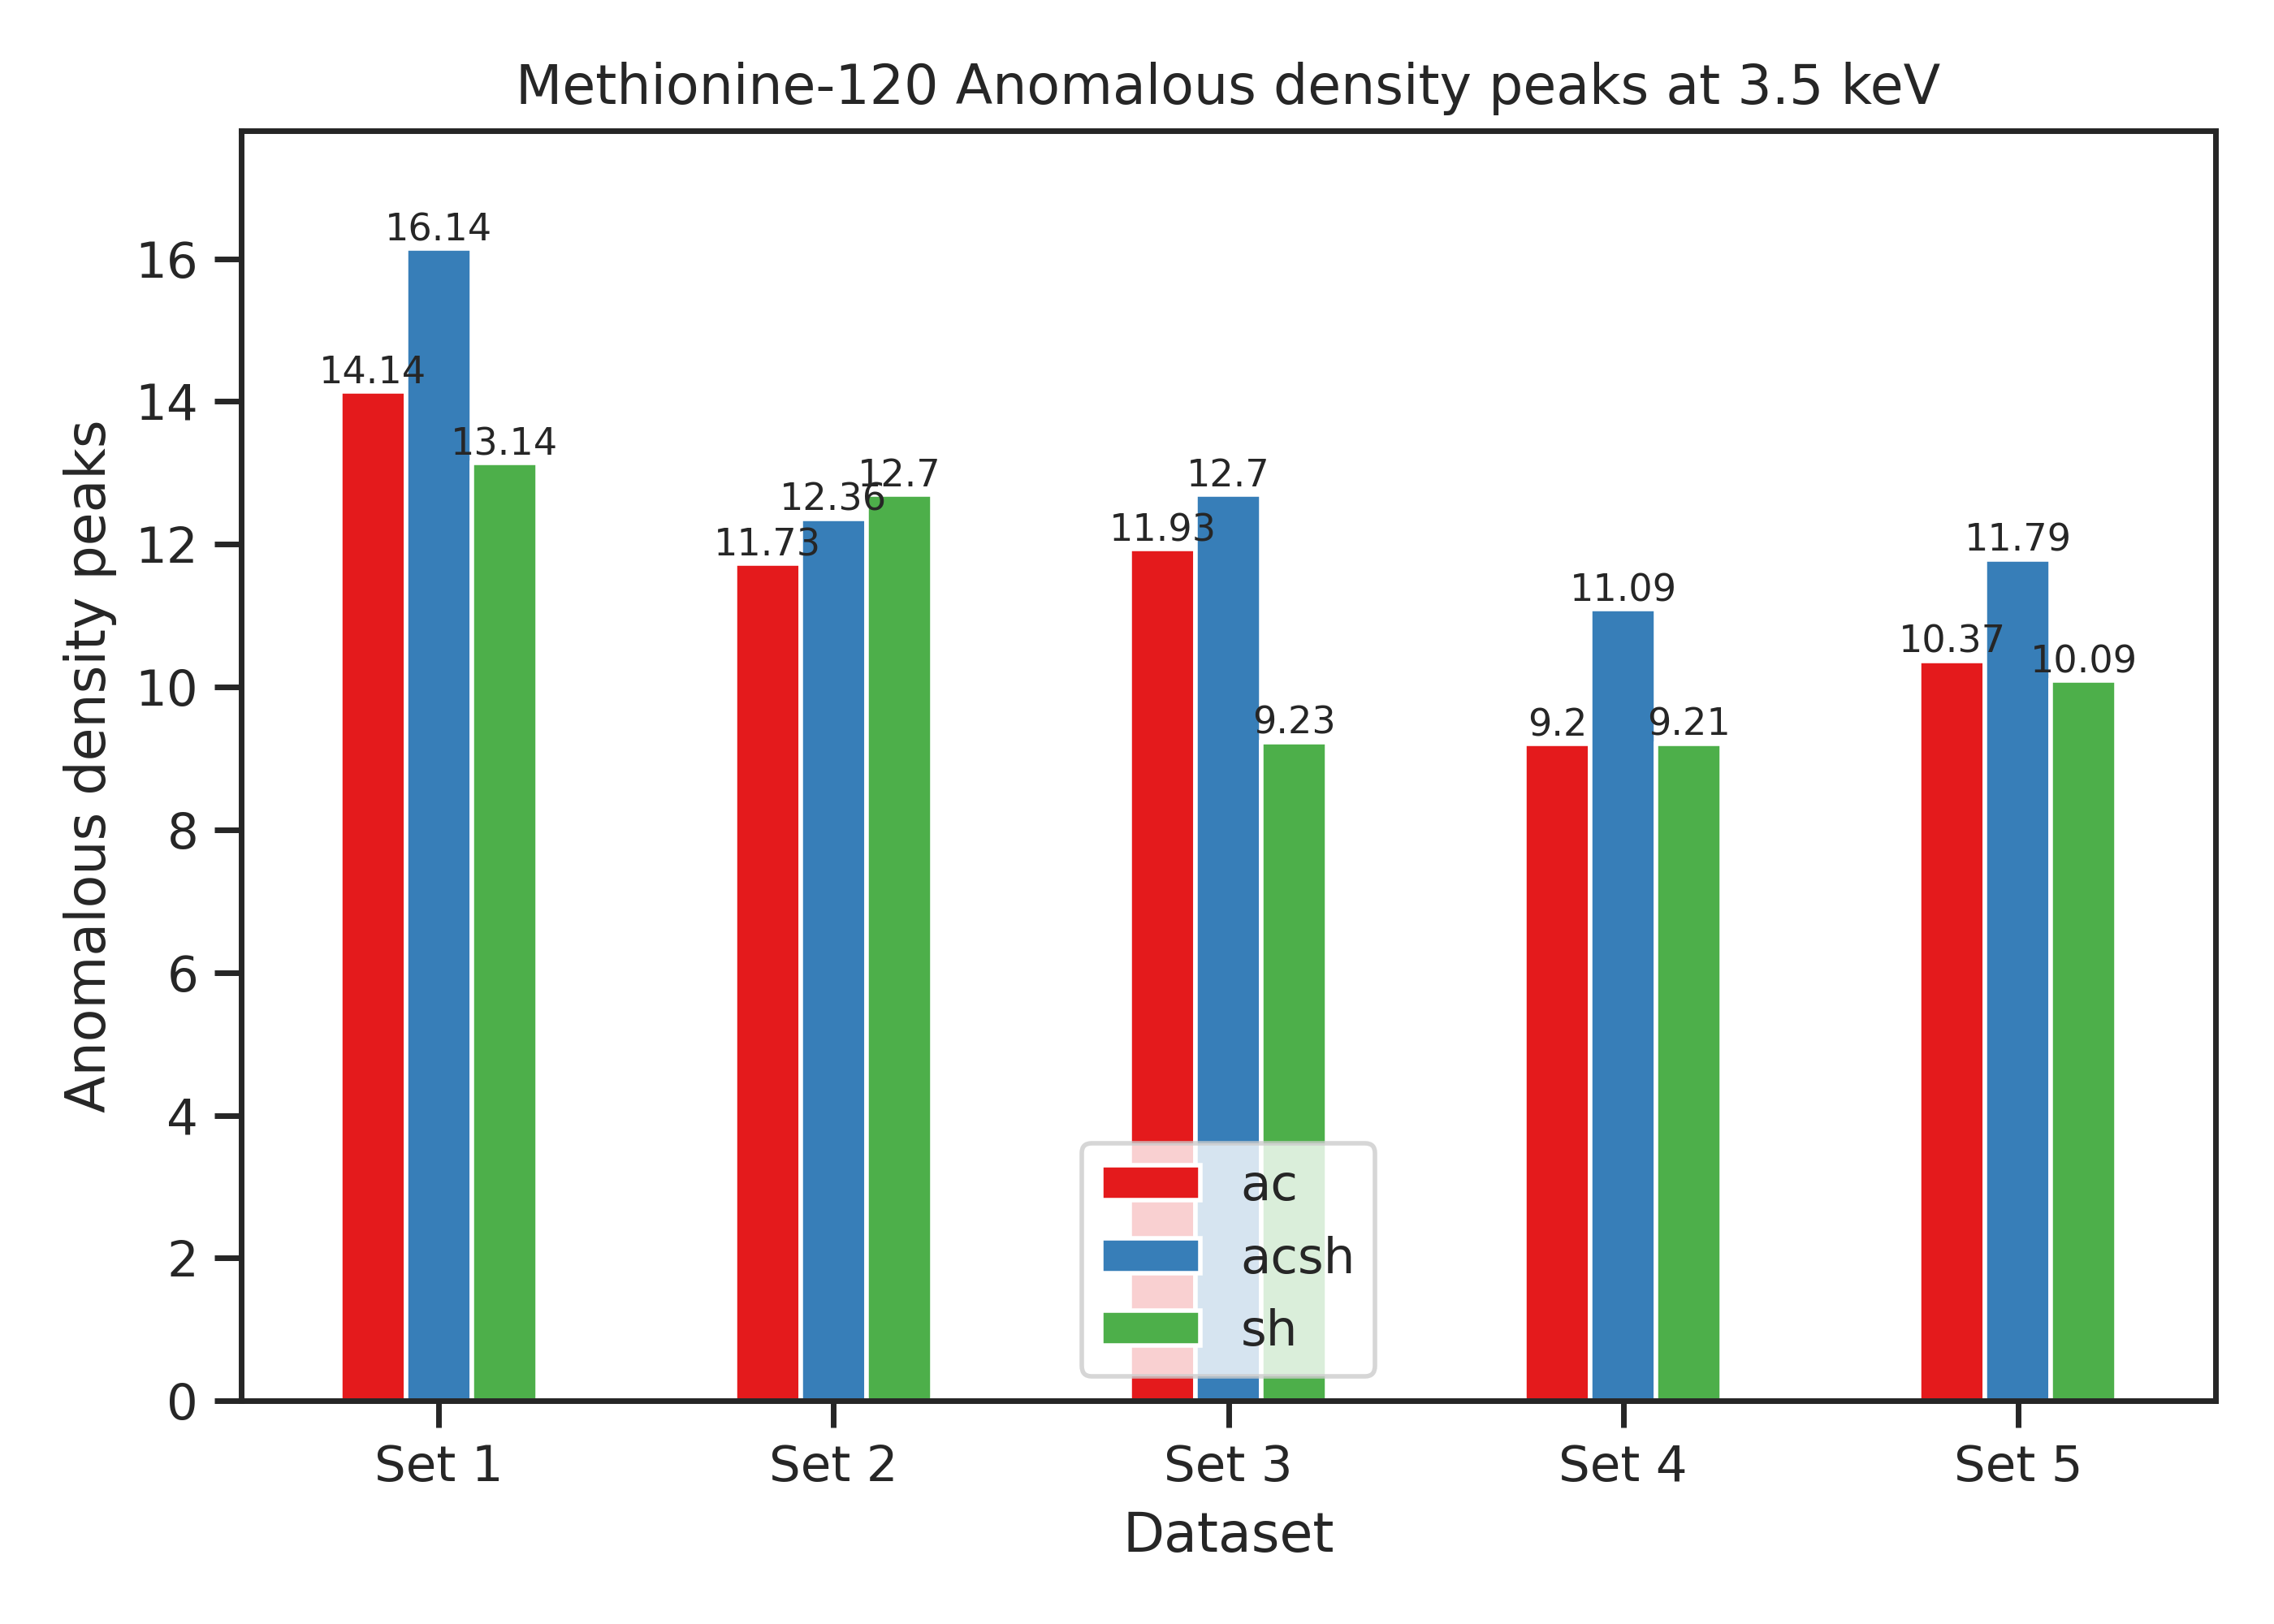 Methionine-120 Anomalous density peaks at 3.5 keV
Anomalous density peaks
16
14
12
10
8
6
4
2
0
14.14
16.14
13.14
11.73
12.36
12.7
11.93
12.7
9.23
9.2
11.09
9.21
10.37
11.79
10.09
ac
acsh
sh
Set 1
Set 2
Set 3
Set 4
Set 5
Dataset